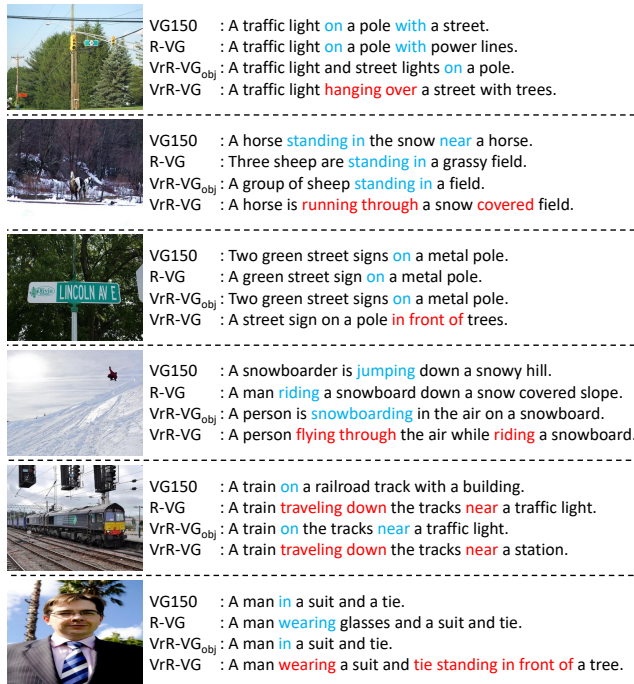 VG150 : A traffic light on a pole with a street.
R-VG : A traffic light on a pole with power lines.
VrR-VG_obj : A traffic light and street lights on a pole.
VrR-VG : A traffic light hanging over a street with trees.
VG150 : A horse standing in the snow near a horse.
R-VG : Three sheep are standing in a grassy field.
VrR-VG_obj : A group of sheep standing in a field.
VrR-VG : A horse is running through a snow covered field.
LINCOLN AV E
VG150 : Two green street signs on a metal pole.
R-VG : A green street sign on a metal pole.
VrR-VG_obj : Two green street signs on a metal pole.
VrR-VG : A street sign on a pole in front of trees.
VG150 : A snowboarder is jumping down a snowy hill.
R-VG : A man riding a snowboard down a snow covered slope.
VrR-VG_obj : A person is snowboarding in the air on a snowboard.
VrR-VG : A person flying through the air while riding a snowboard.
VG150 : A train on a railroad track with a building.
R-VG : A train traveling down the tracks near a traffic light.
VrR-VG_obj : A train on the tracks near a traffic light.
VrR-VG : A train traveling down the tracks near a station.
VG150 : A man in a suit and a tie.
R-VG : A man wearing glasses and a suit and tie.
VrR-VG_obj : A man in a suit and tie.
VrR-VG : A man wearing a suit and tie standing in front of a tree.